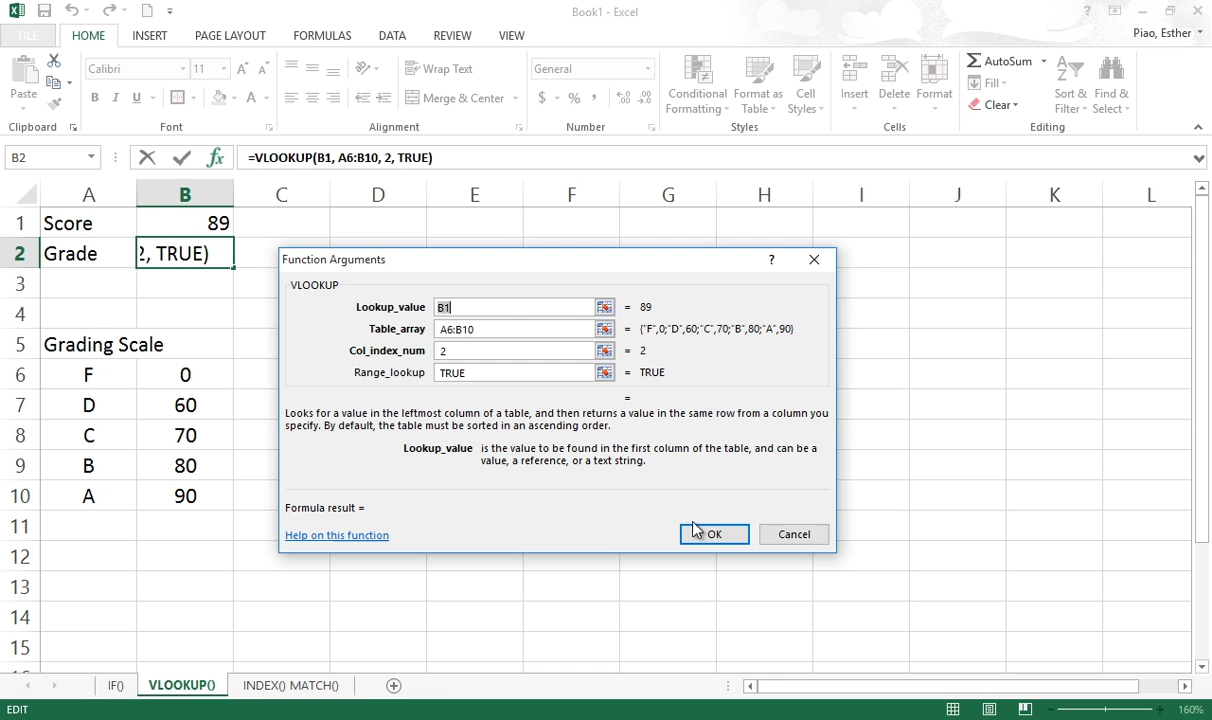 Book1 - Excel
FILE HOME INSERT PAGE LAYOUT FORMULAS DATA REVIEW VIEW
Piao, Esther
Paste
Calibri 11
B I U A
Wrap Text
Merge & Center
General
$ % ,
Conditional Formatting
Format as Table
Cell Styles
Insert Delete Format
AutoSum
Fill
Clear
Sort & Filter
Find & Select
Clipboard Font Alignment Number Styles Cells Editing
B2 fx =VLOOKUP(B1, A6:B10, 2, TRUE)
A B C D E F G H I J K L
1 Score 89
2 Grade 2, TRUE)
3
4
5 Grading Scale
6 F 0
7 D 60
8 C 70
9 B 80
10 A 90
11
12
13
14
15
Function Arguments ?
VLOOKUP
Lookup_value B1 = 89
Table_array A6:B10 = {"F",0;"D",60;"C",70;"B",80;"A",90}
Col_index_num 2 = 2
Range_lookup TRUE = TRUE
=
Looks for a value in the leftmost column of a table, and then returns a value in the same row from a column you
specify. By default, the table must be sorted in an ascending order.
Lookup_value is the value to be found in the first column of the table, and can be a
value, a reference, or a text string.
Formula result =
Help on this function OK Cancel
IF() VLOOKUP() INDEX() MATCH()
EDIT 160%